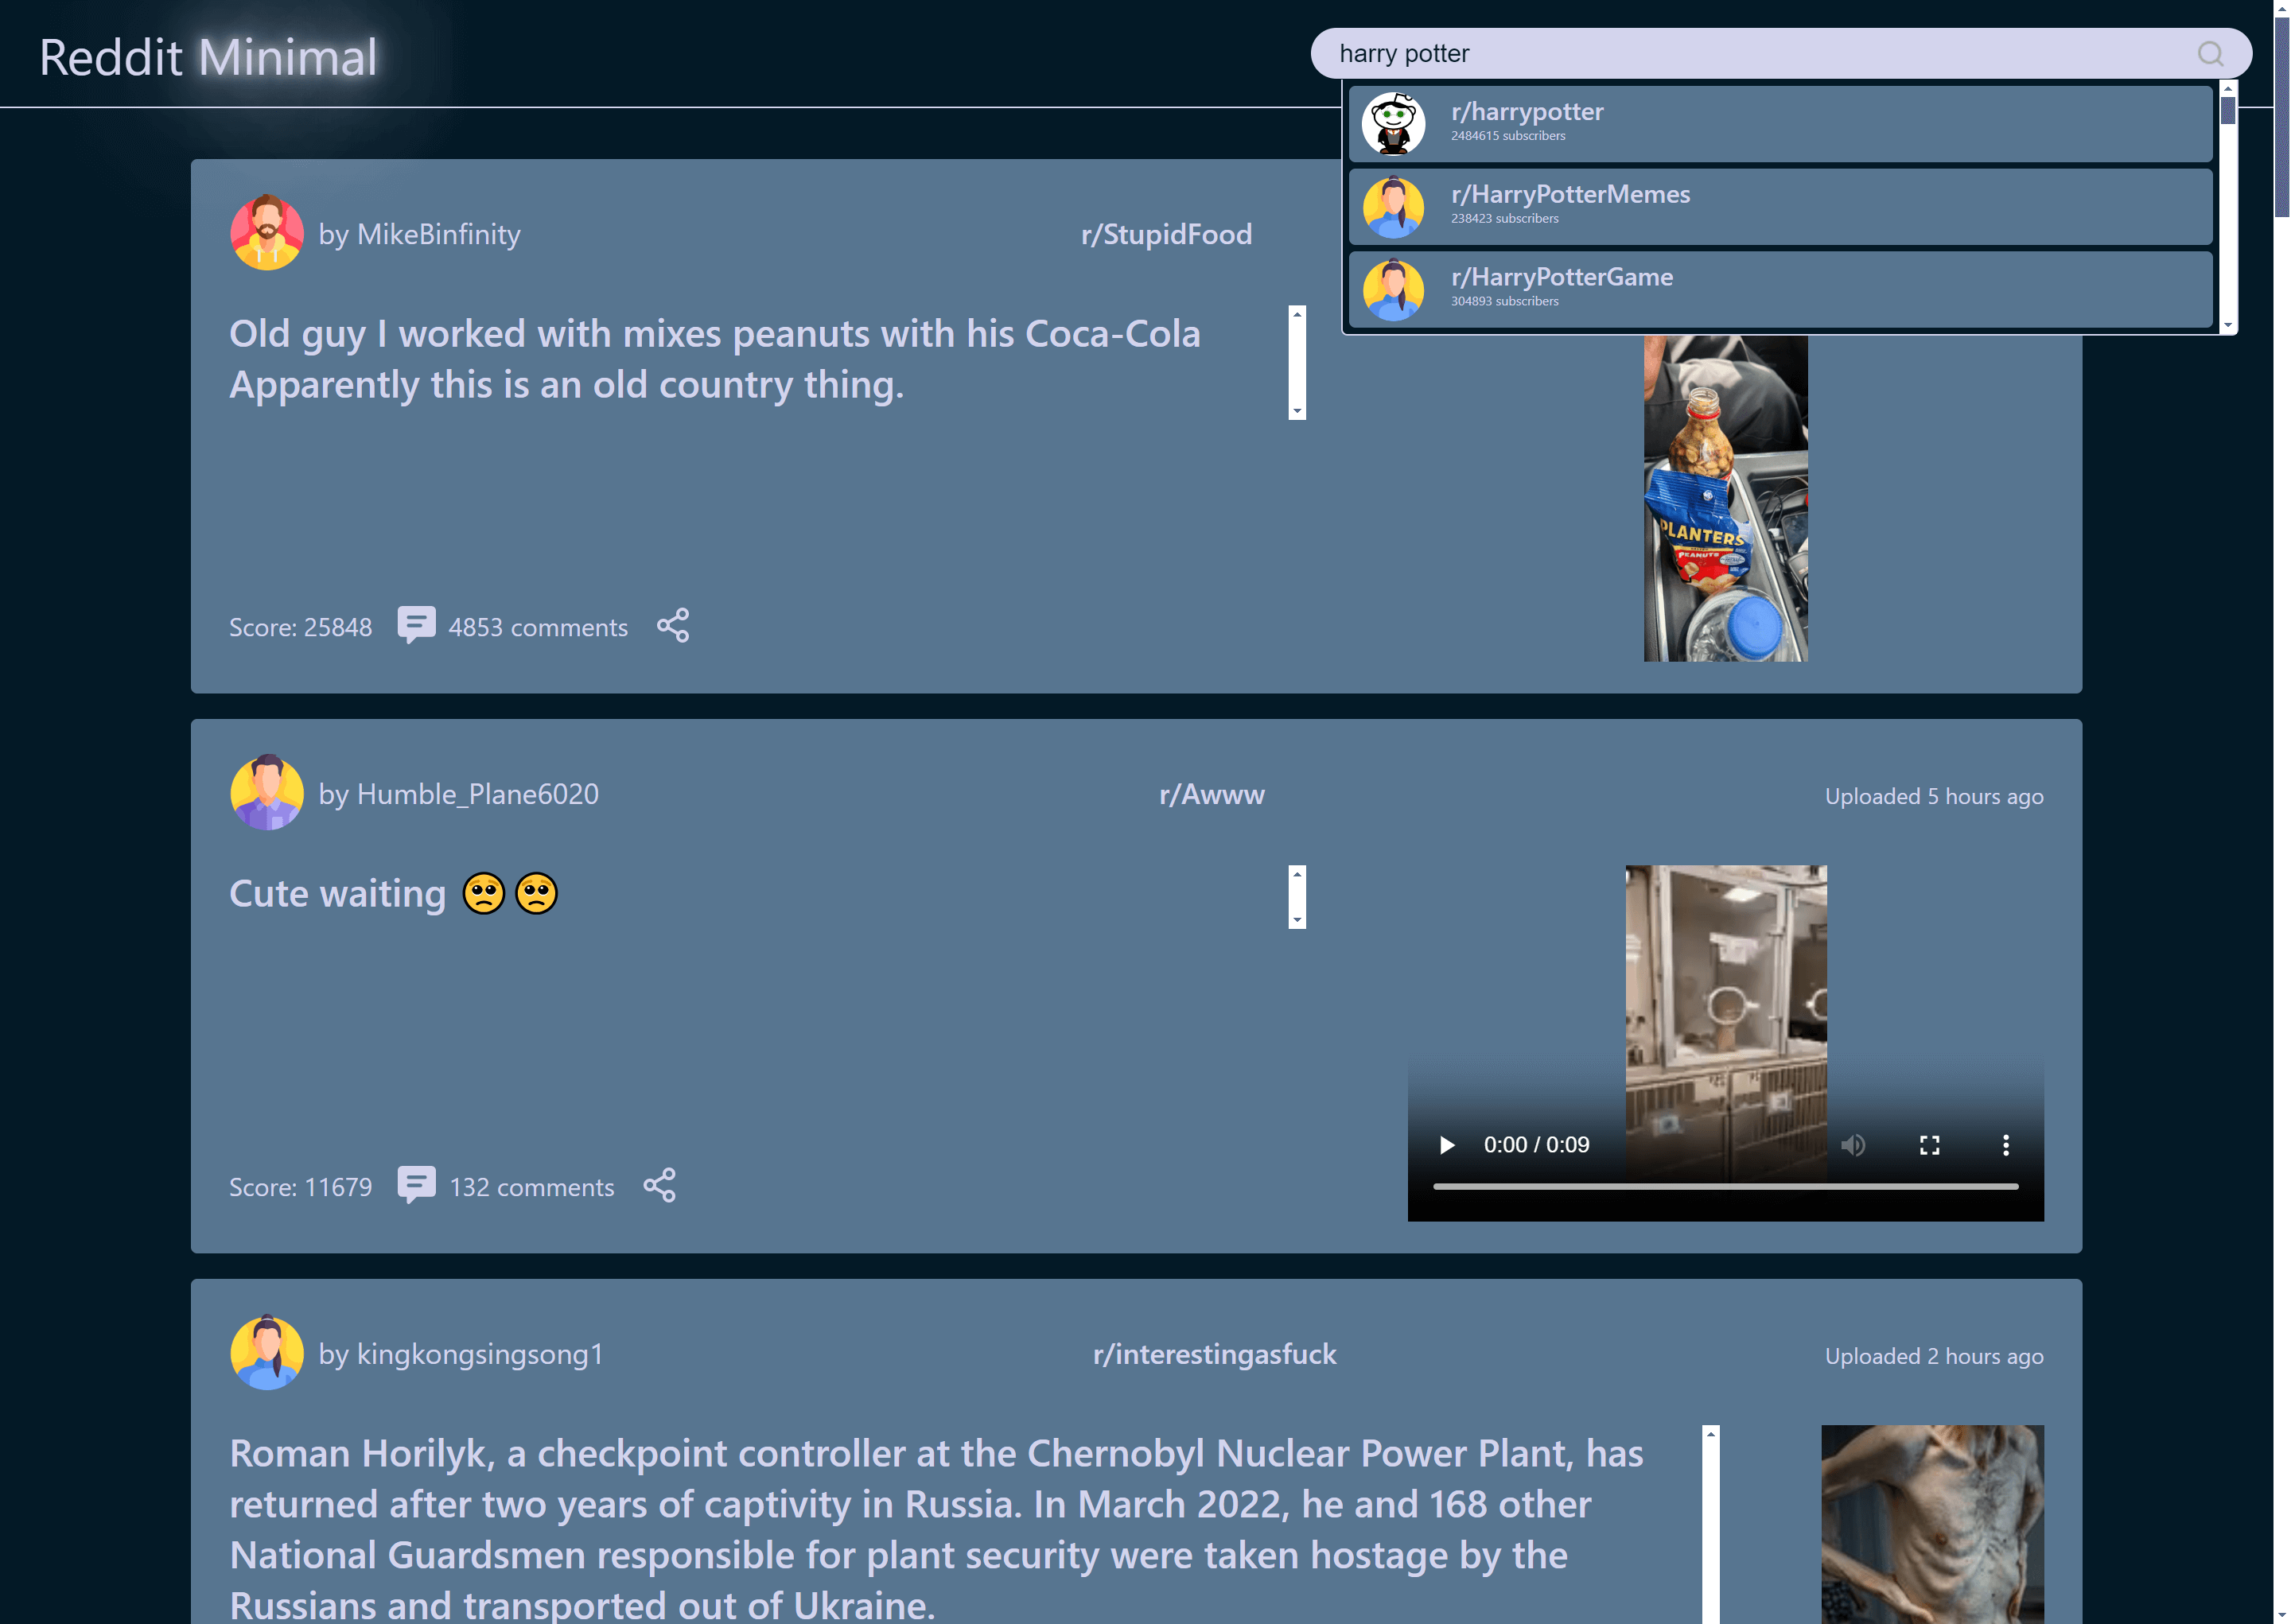 Reddit Minimal
harry potter
r/harrypotter
2484615 subscribers
r/HarryPotterMemes
238423 subscribers
r/HarryPotterGame
304893 subscribers
by MikeBinfinity
r/StupidFood
Old guy I worked with mixes peanuts with his Coca-Cola
Apparently this is an old country thing.
PLANTERS
PEANUTS
Score: 25848
4853 comments
by Humble_Plane6020
r/Awww
Uploaded 5 hours ago
Cute waiting 🥺🥺
0:00 / 0:09
Score: 11679
132 comments
by kingkongsingsong1
r/interestingasfuck
Uploaded 2 hours ago
Roman Horilyk, a checkpoint controller at the Chernobyl Nuclear Power Plant, has
returned after two years of captivity in Russia. In March 2022, he and 168 other
National Guardsmen responsible for plant security were taken hostage by the
Russians and transported out of Ukraine.